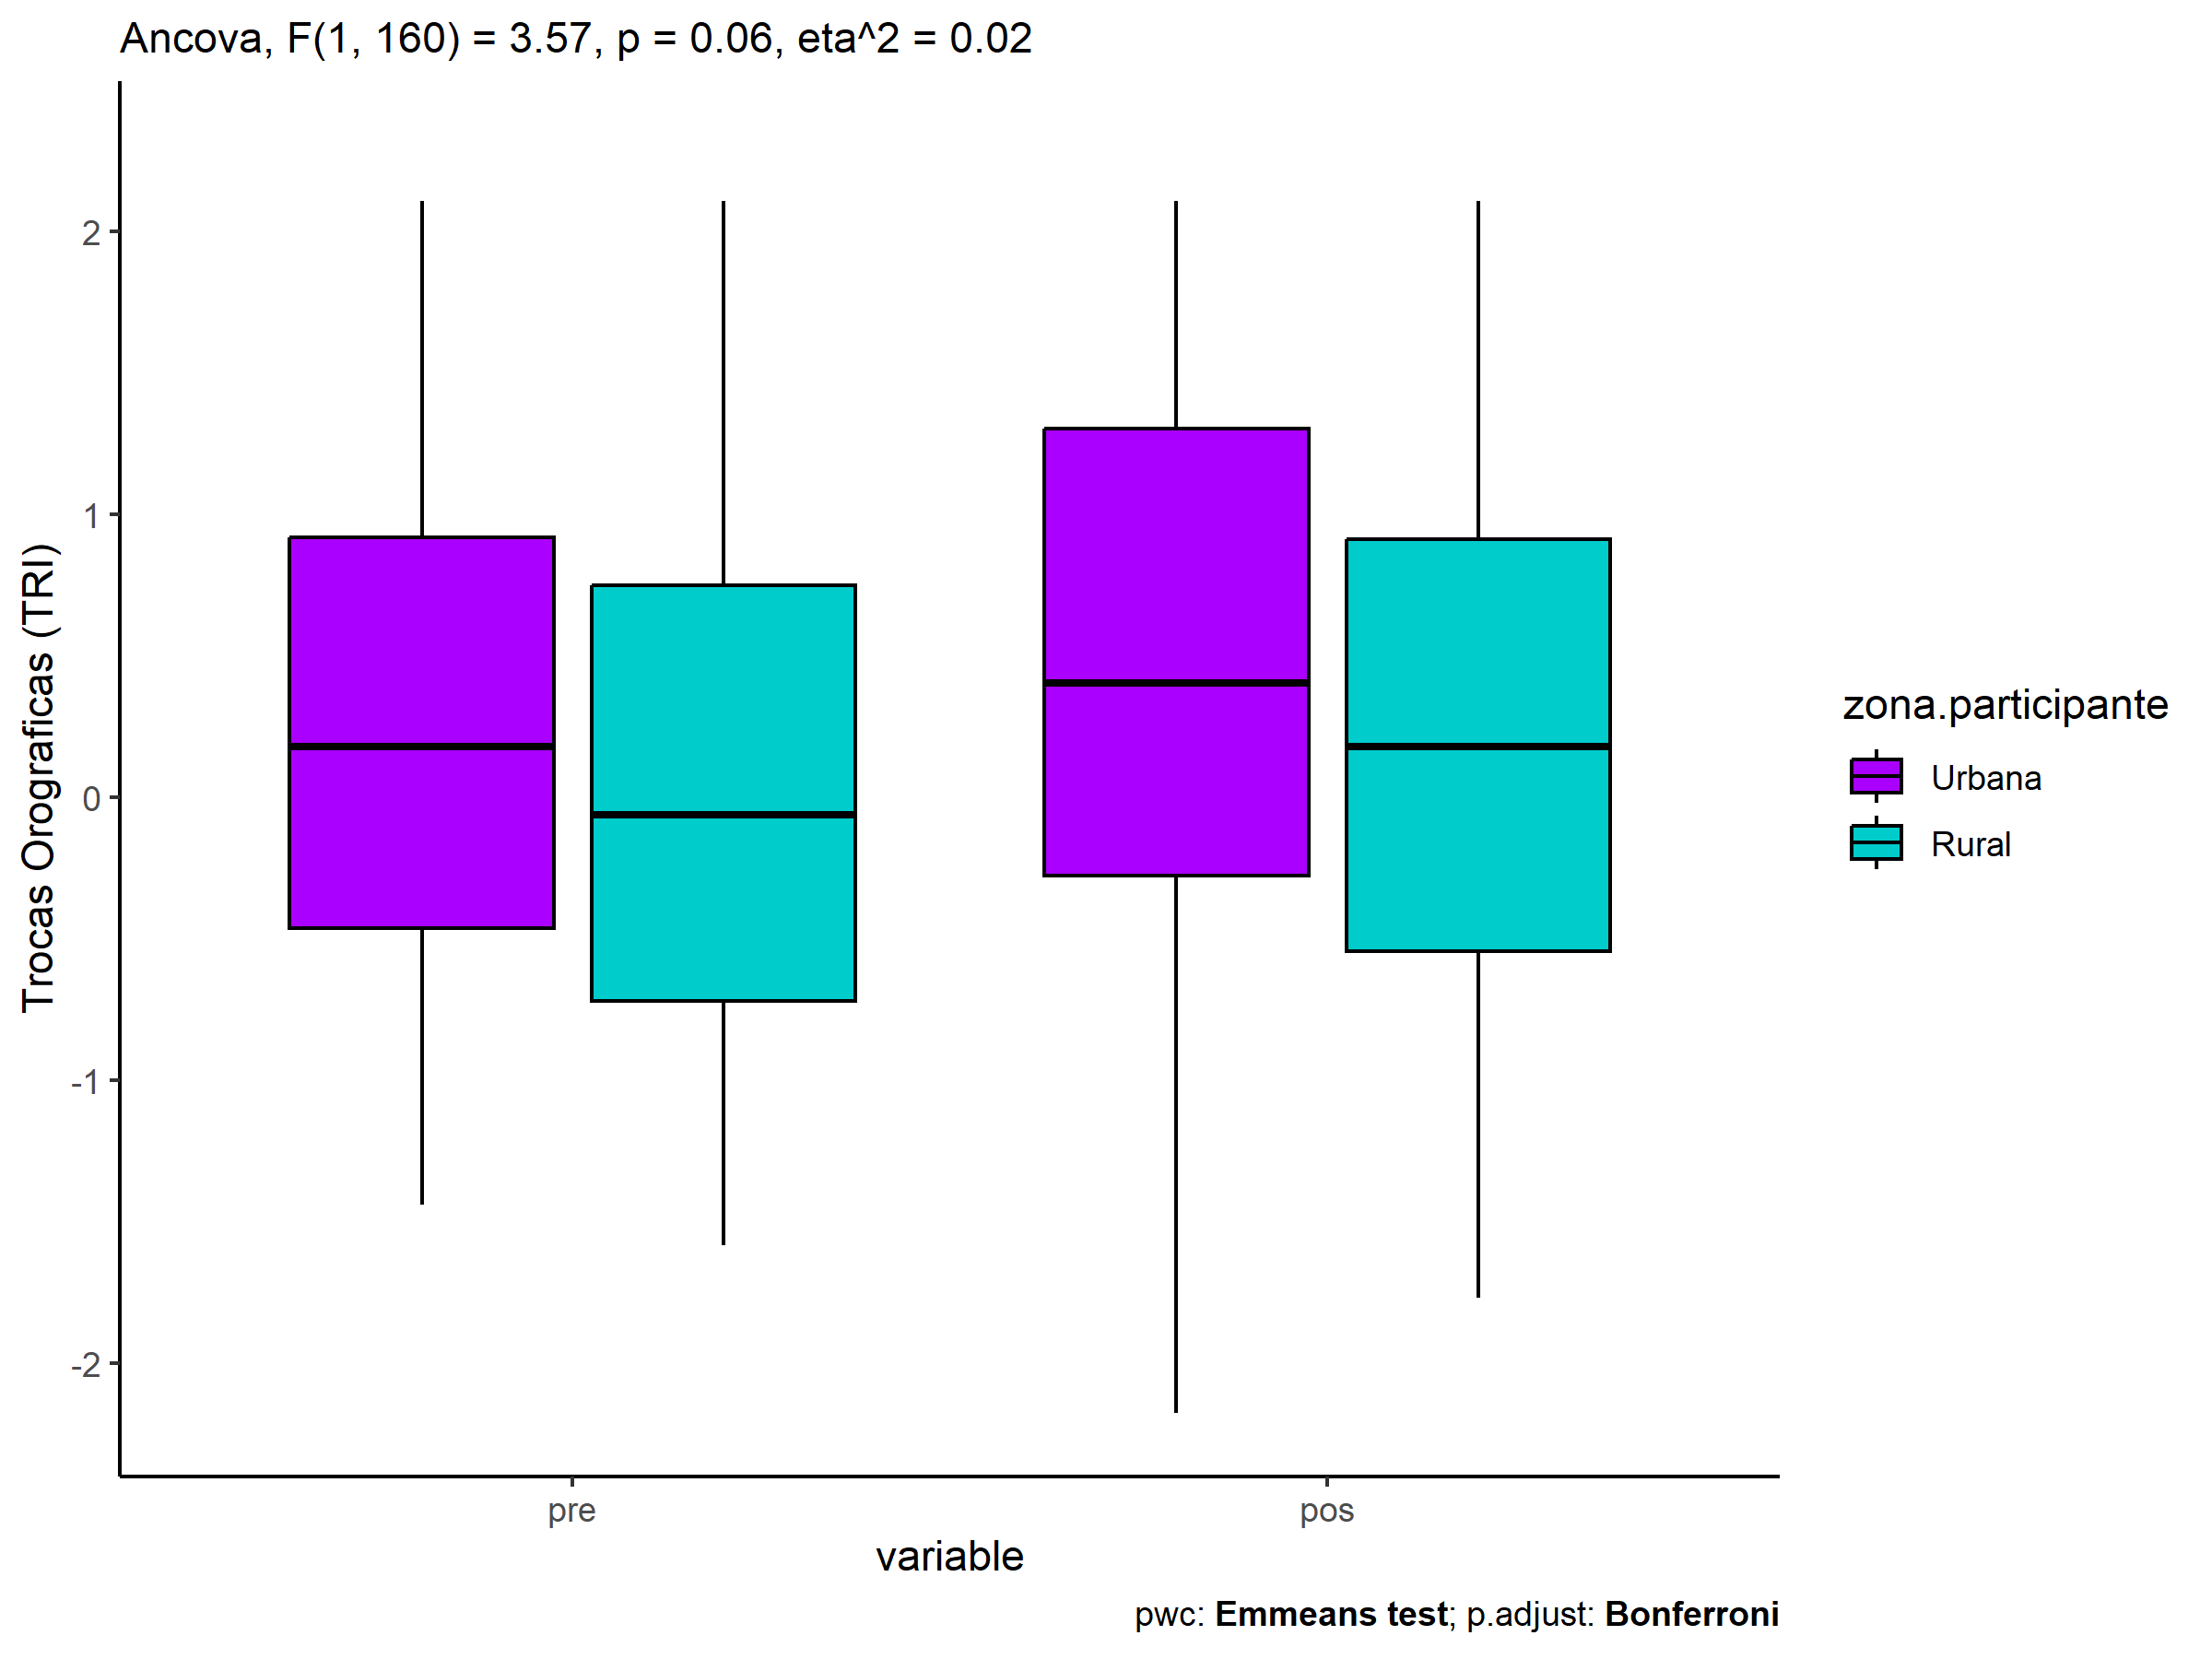 Ancova, F(1, 160) = 3.57, p = 0.06, eta^2 = 0.02
Trocas Orograficas (TRI)
2
1
0
-1
-2
pre
pos
variable
zona.participante
Urbana
Rural
pwc: Emmeans test; p.adjust: Bonferroni